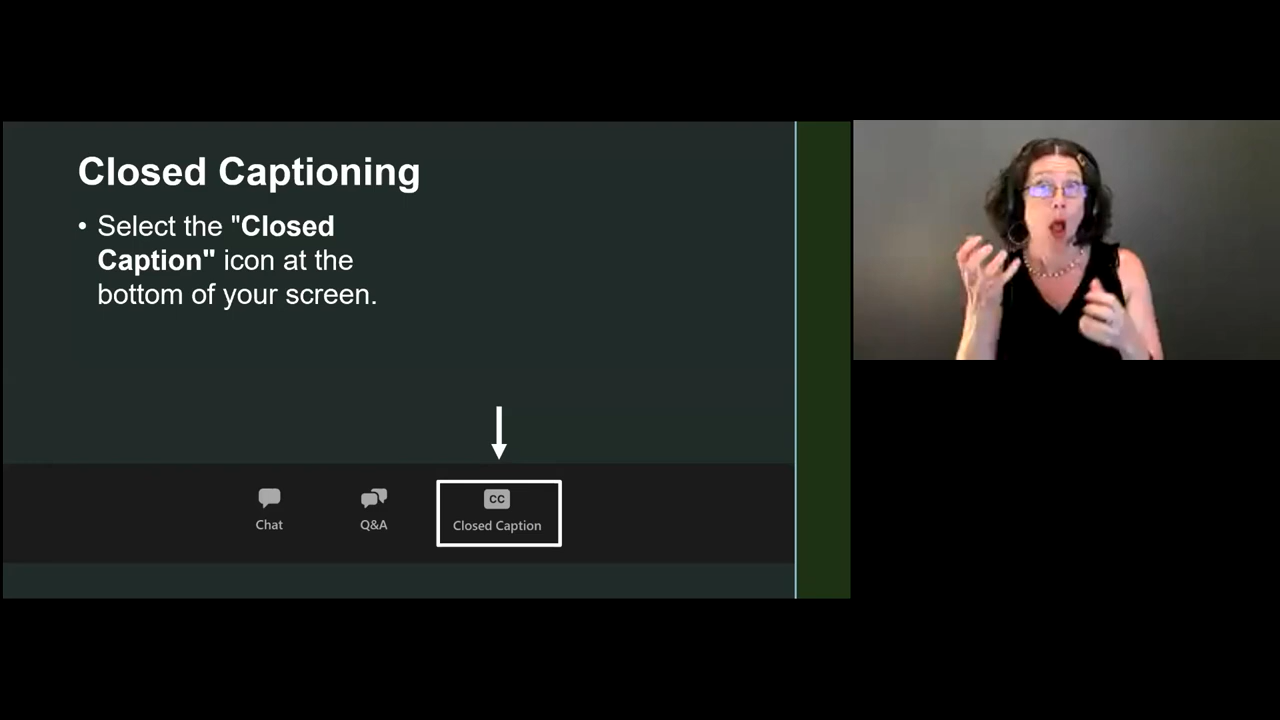 Closed Captioning
• Select the "Closed
Caption" icon at the
bottom of your screen.
Chat
Q&A
CC
Closed Caption